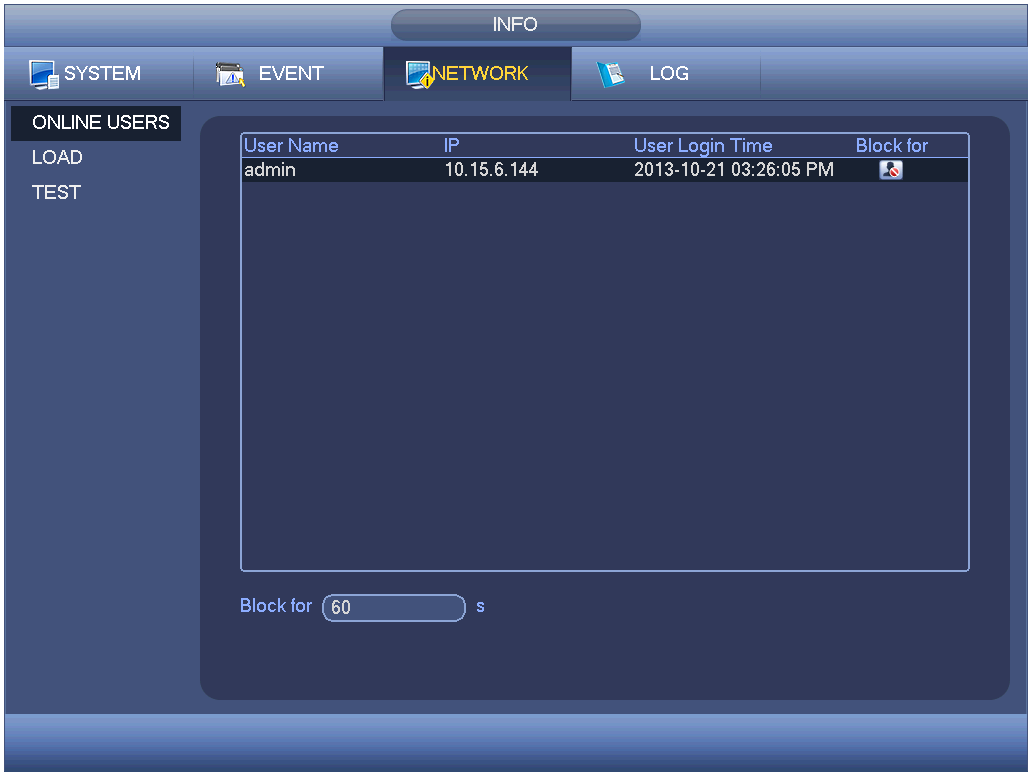 INFO
SYSTEM EVENT NETWORK LOG
ONLINE USERS
LOAD
TEST
User Name IP User Login Time Block for
admin 10.15.6.144 2013-10-21 03:26:05 PM
Block for 60 s